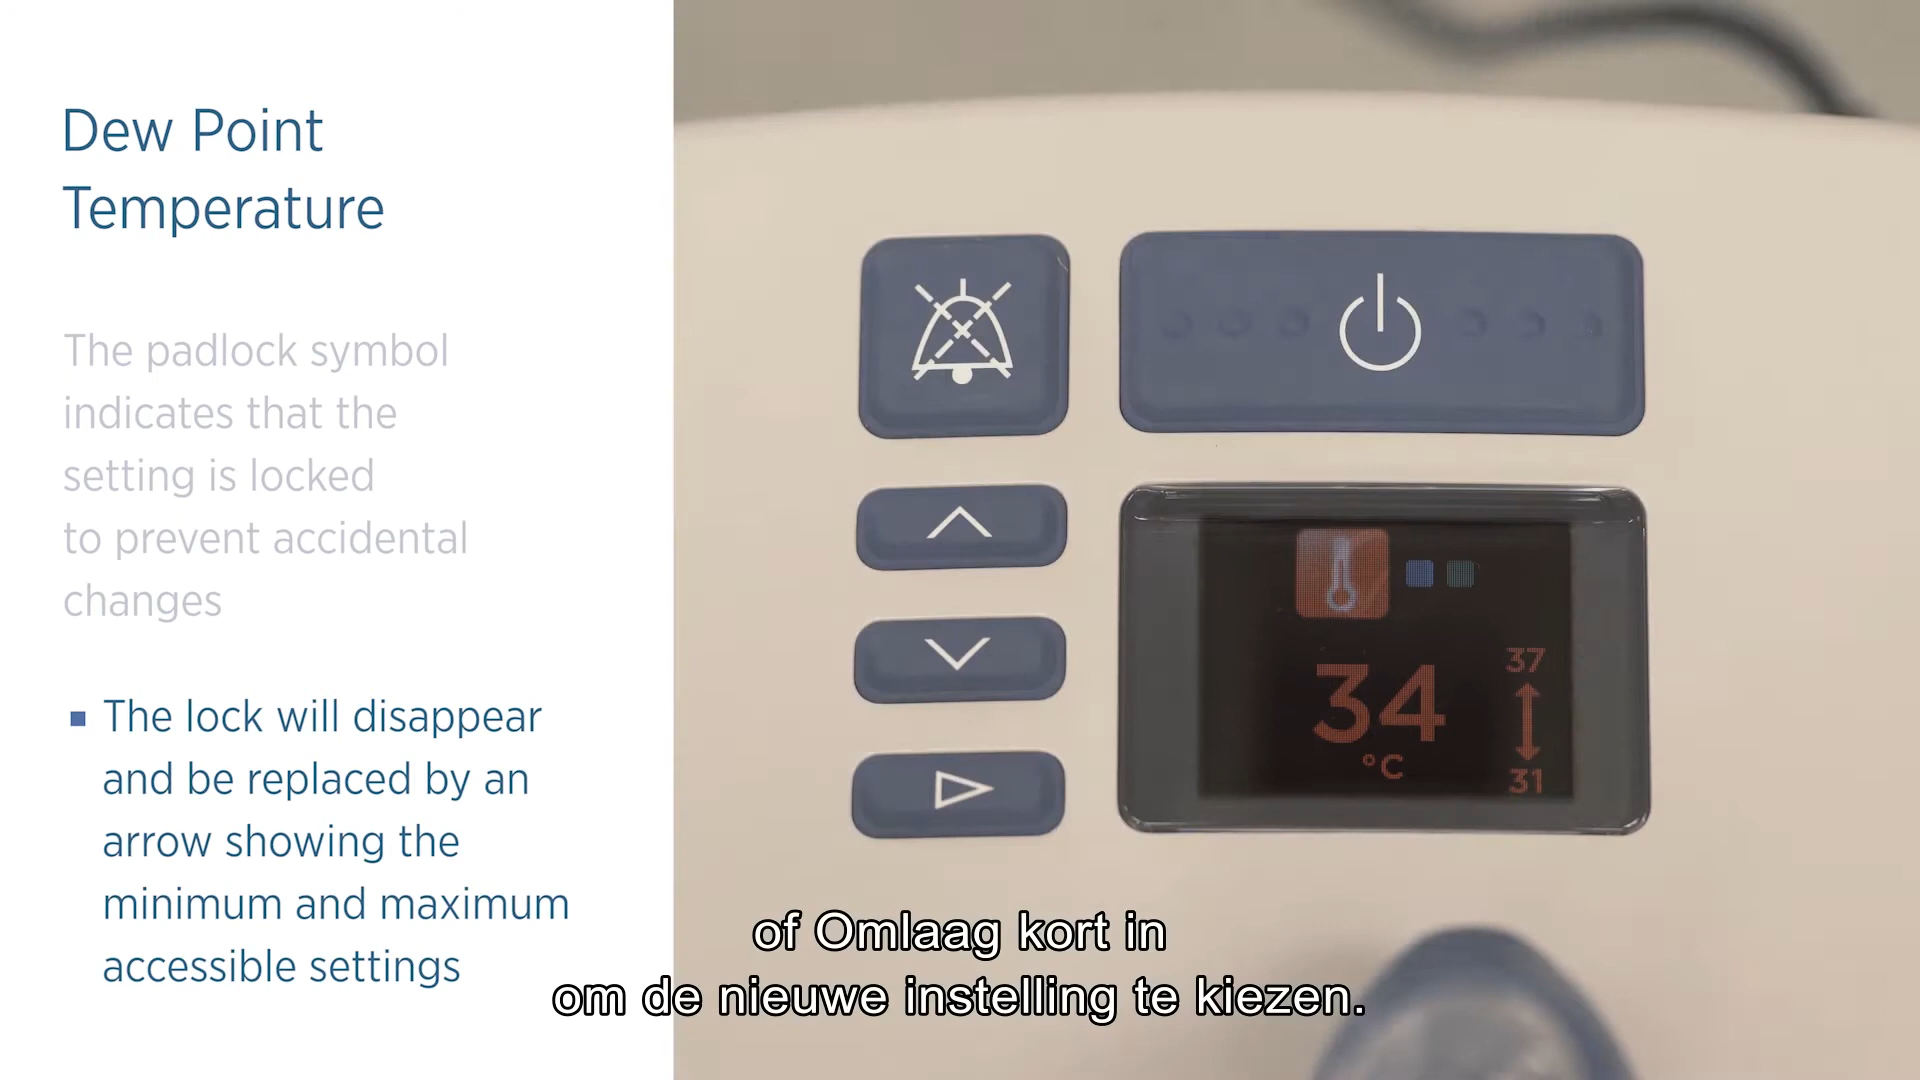 Dew Point
Temperature
The padlock symbol
indicates that the
setting is locked
to prevent accidental
changes
▪ The lock will disappear
and be replaced by an
arrow showing the
minimum and maximum
accessible settings
37
34
°C
31
of Omlaag kort in
om de nieuwe instelling te kiezen.